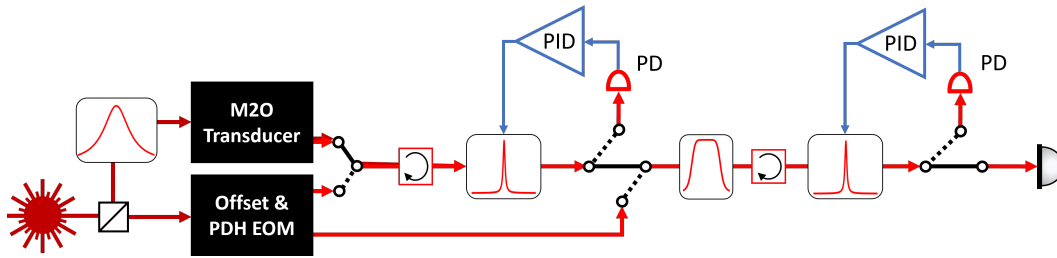 PID
PD
PID
PD
M2O
Transducer
Offset &
PDH EOM